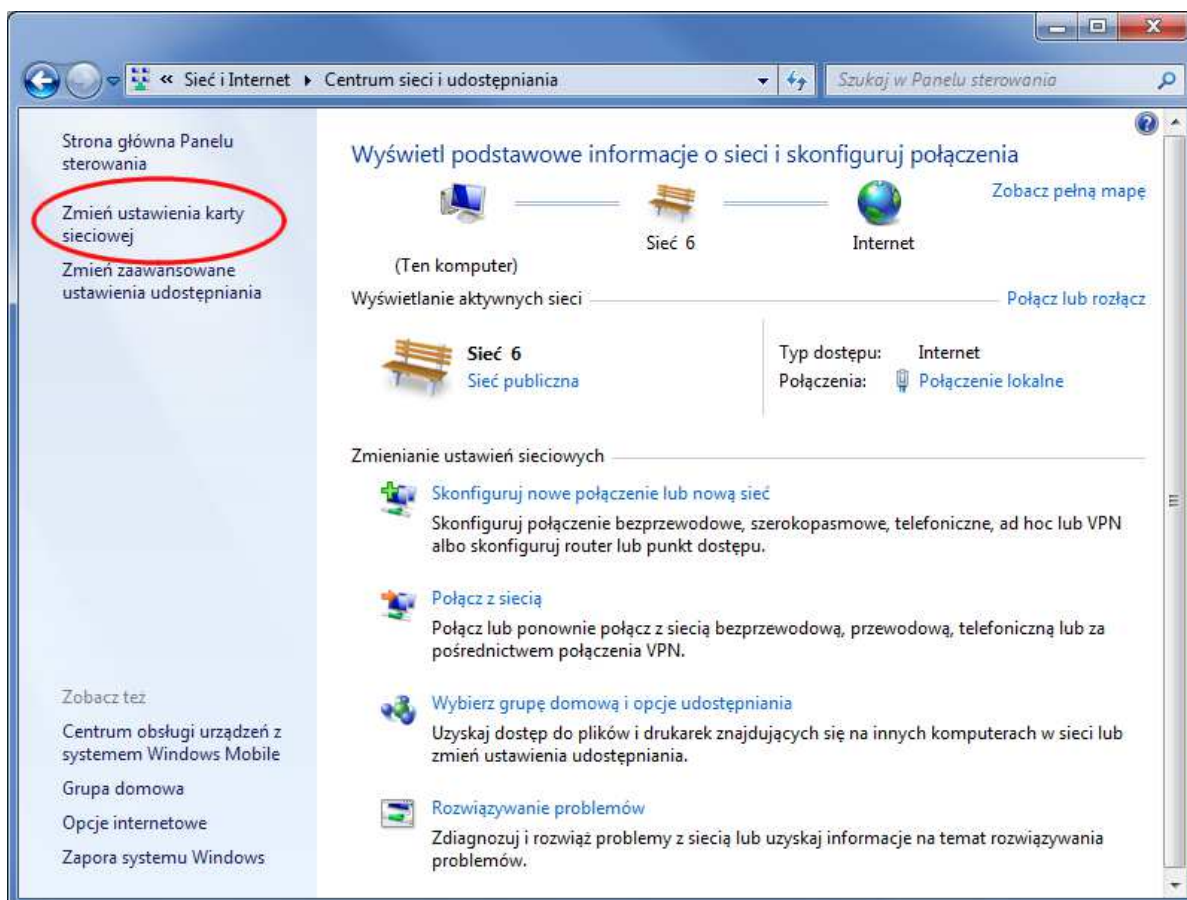 « Sieć i Internet ▸ Centrum sieci i udostępniania
Szukaj w Panelu sterowania
Strona główna Panelu
sterowania
Zmień ustawienia karty
sieciowej
Zmień zaawansowane
ustawienia udostępniania
Zobacz też
Centrum obsługi urządzeń z
systemem Windows Mobile
Grupa domowa
Opcje internetowe
Zapora systemu Windows
Wyświetl podstawowe informacje o sieci i skonfiguruj połączenia
Zobacz pełną mapę
Sieć 6
Internet
(Ten komputer)
Wyświetlanie aktywnych sieci
Połącz lub rozłącz
Sieć 6
Sieć publiczna
Typ dostępu: Internet
Połączenia: Połączenie lokalne
Zmienianie ustawień sieciowych
Skonfiguruj nowe połączenie lub nową sieć
Skonfiguruj połączenie bezprzewodowe, szerokopasmowe, telefoniczne, ad hoc lub VPN
albo skonfiguruj router lub punkt dostępu.
Połącz z siecią
Połącz lub ponownie połącz z siecią bezprzewodową, przewodową, telefoniczną lub za
pośrednictwem połączenia VPN.
Wybierz grupę domową i opcje udostępniania
Uzyskaj dostęp do plików i drukarek znajdujących się na innych komputerach w sieci lub
zmień ustawienia udostępniania.
Rozwiązywanie problemów
Zdiagnozuj i rozwiąż problemy z siecią lub uzyskaj informacje na temat rozwiązywania
problemów.